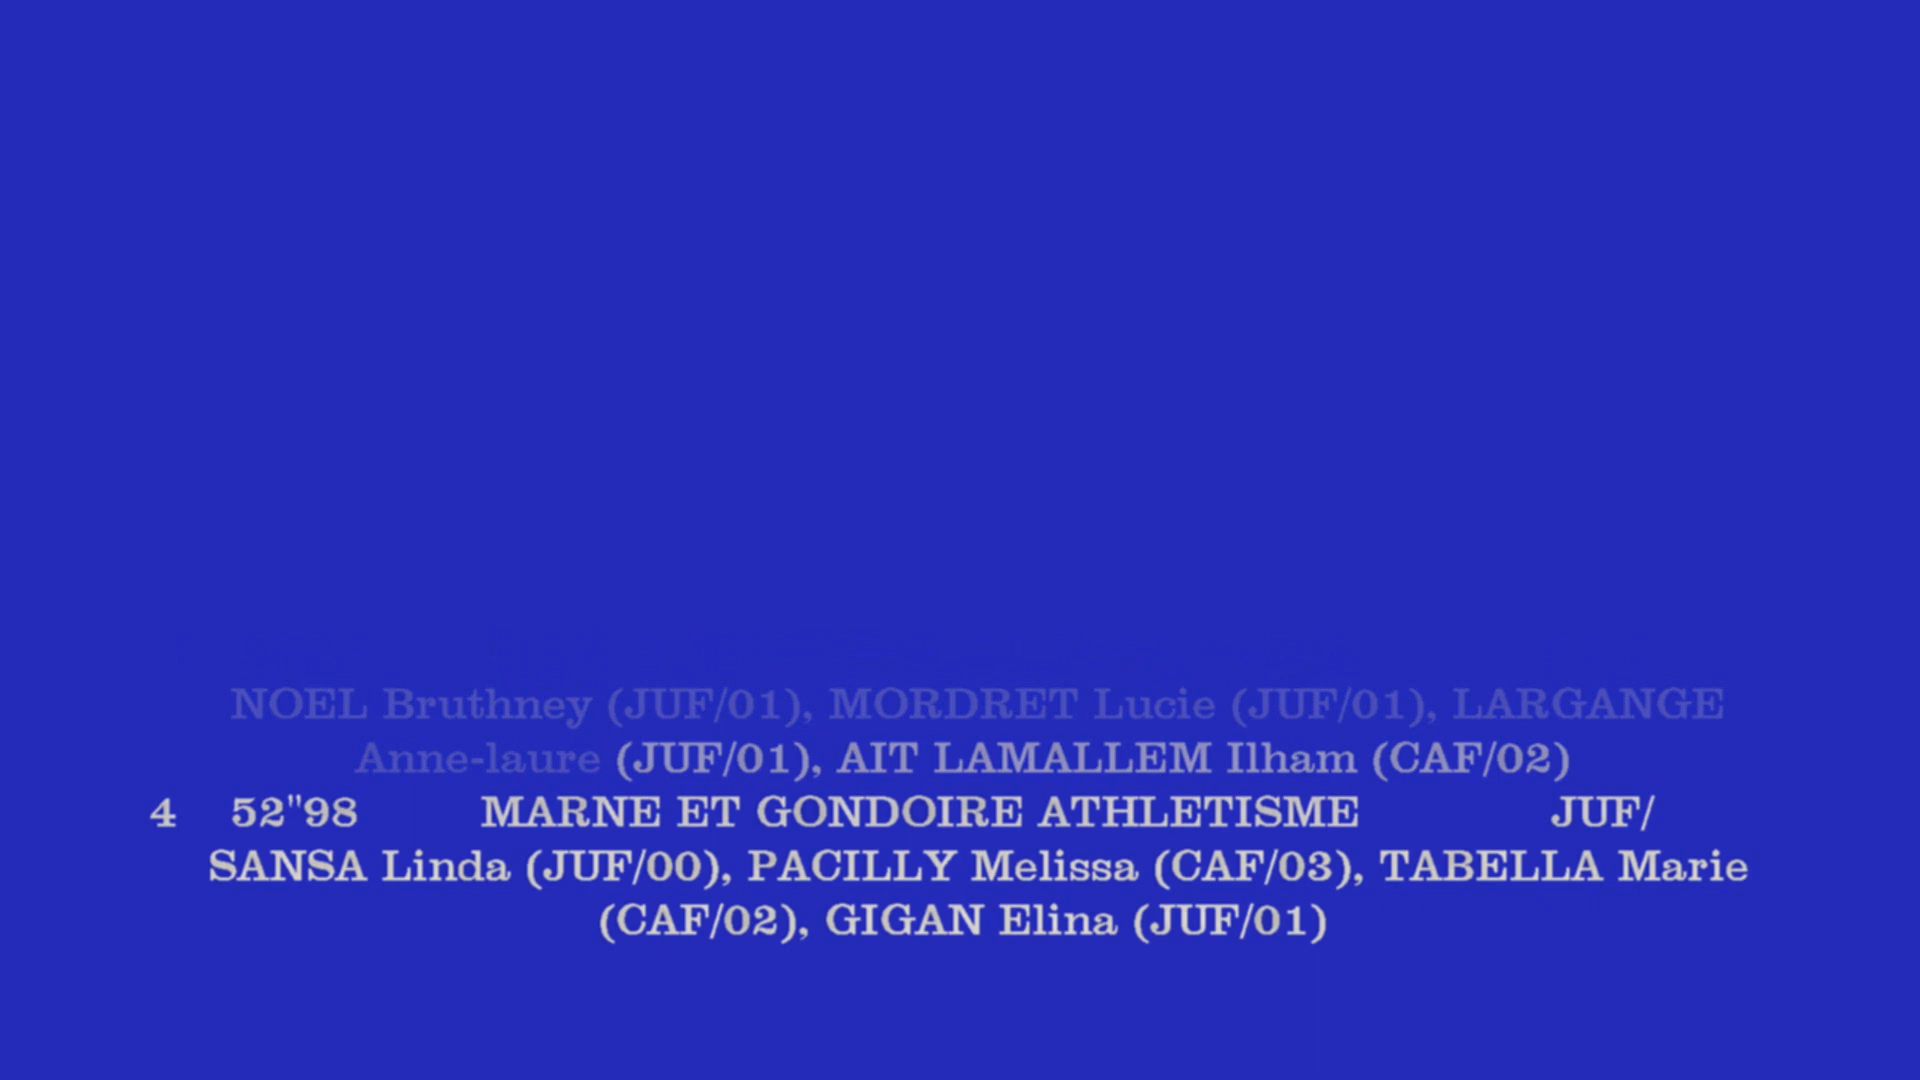 NOEL Bruthney (JUF/01), MORDRET Lucie (JUF/01), LARGANGE
Anne-laure (JUF/01), AIT LAMALLEM Ilham (CAF/02)
4 52"98 MARNE ET GONDOIRE ATHLETISME JUF/
SANSA Linda (JUF/00), PACILLY Melissa (CAF/03), TABELLA Marie
(CAF/02), GIGAN Elina (JUF/01)